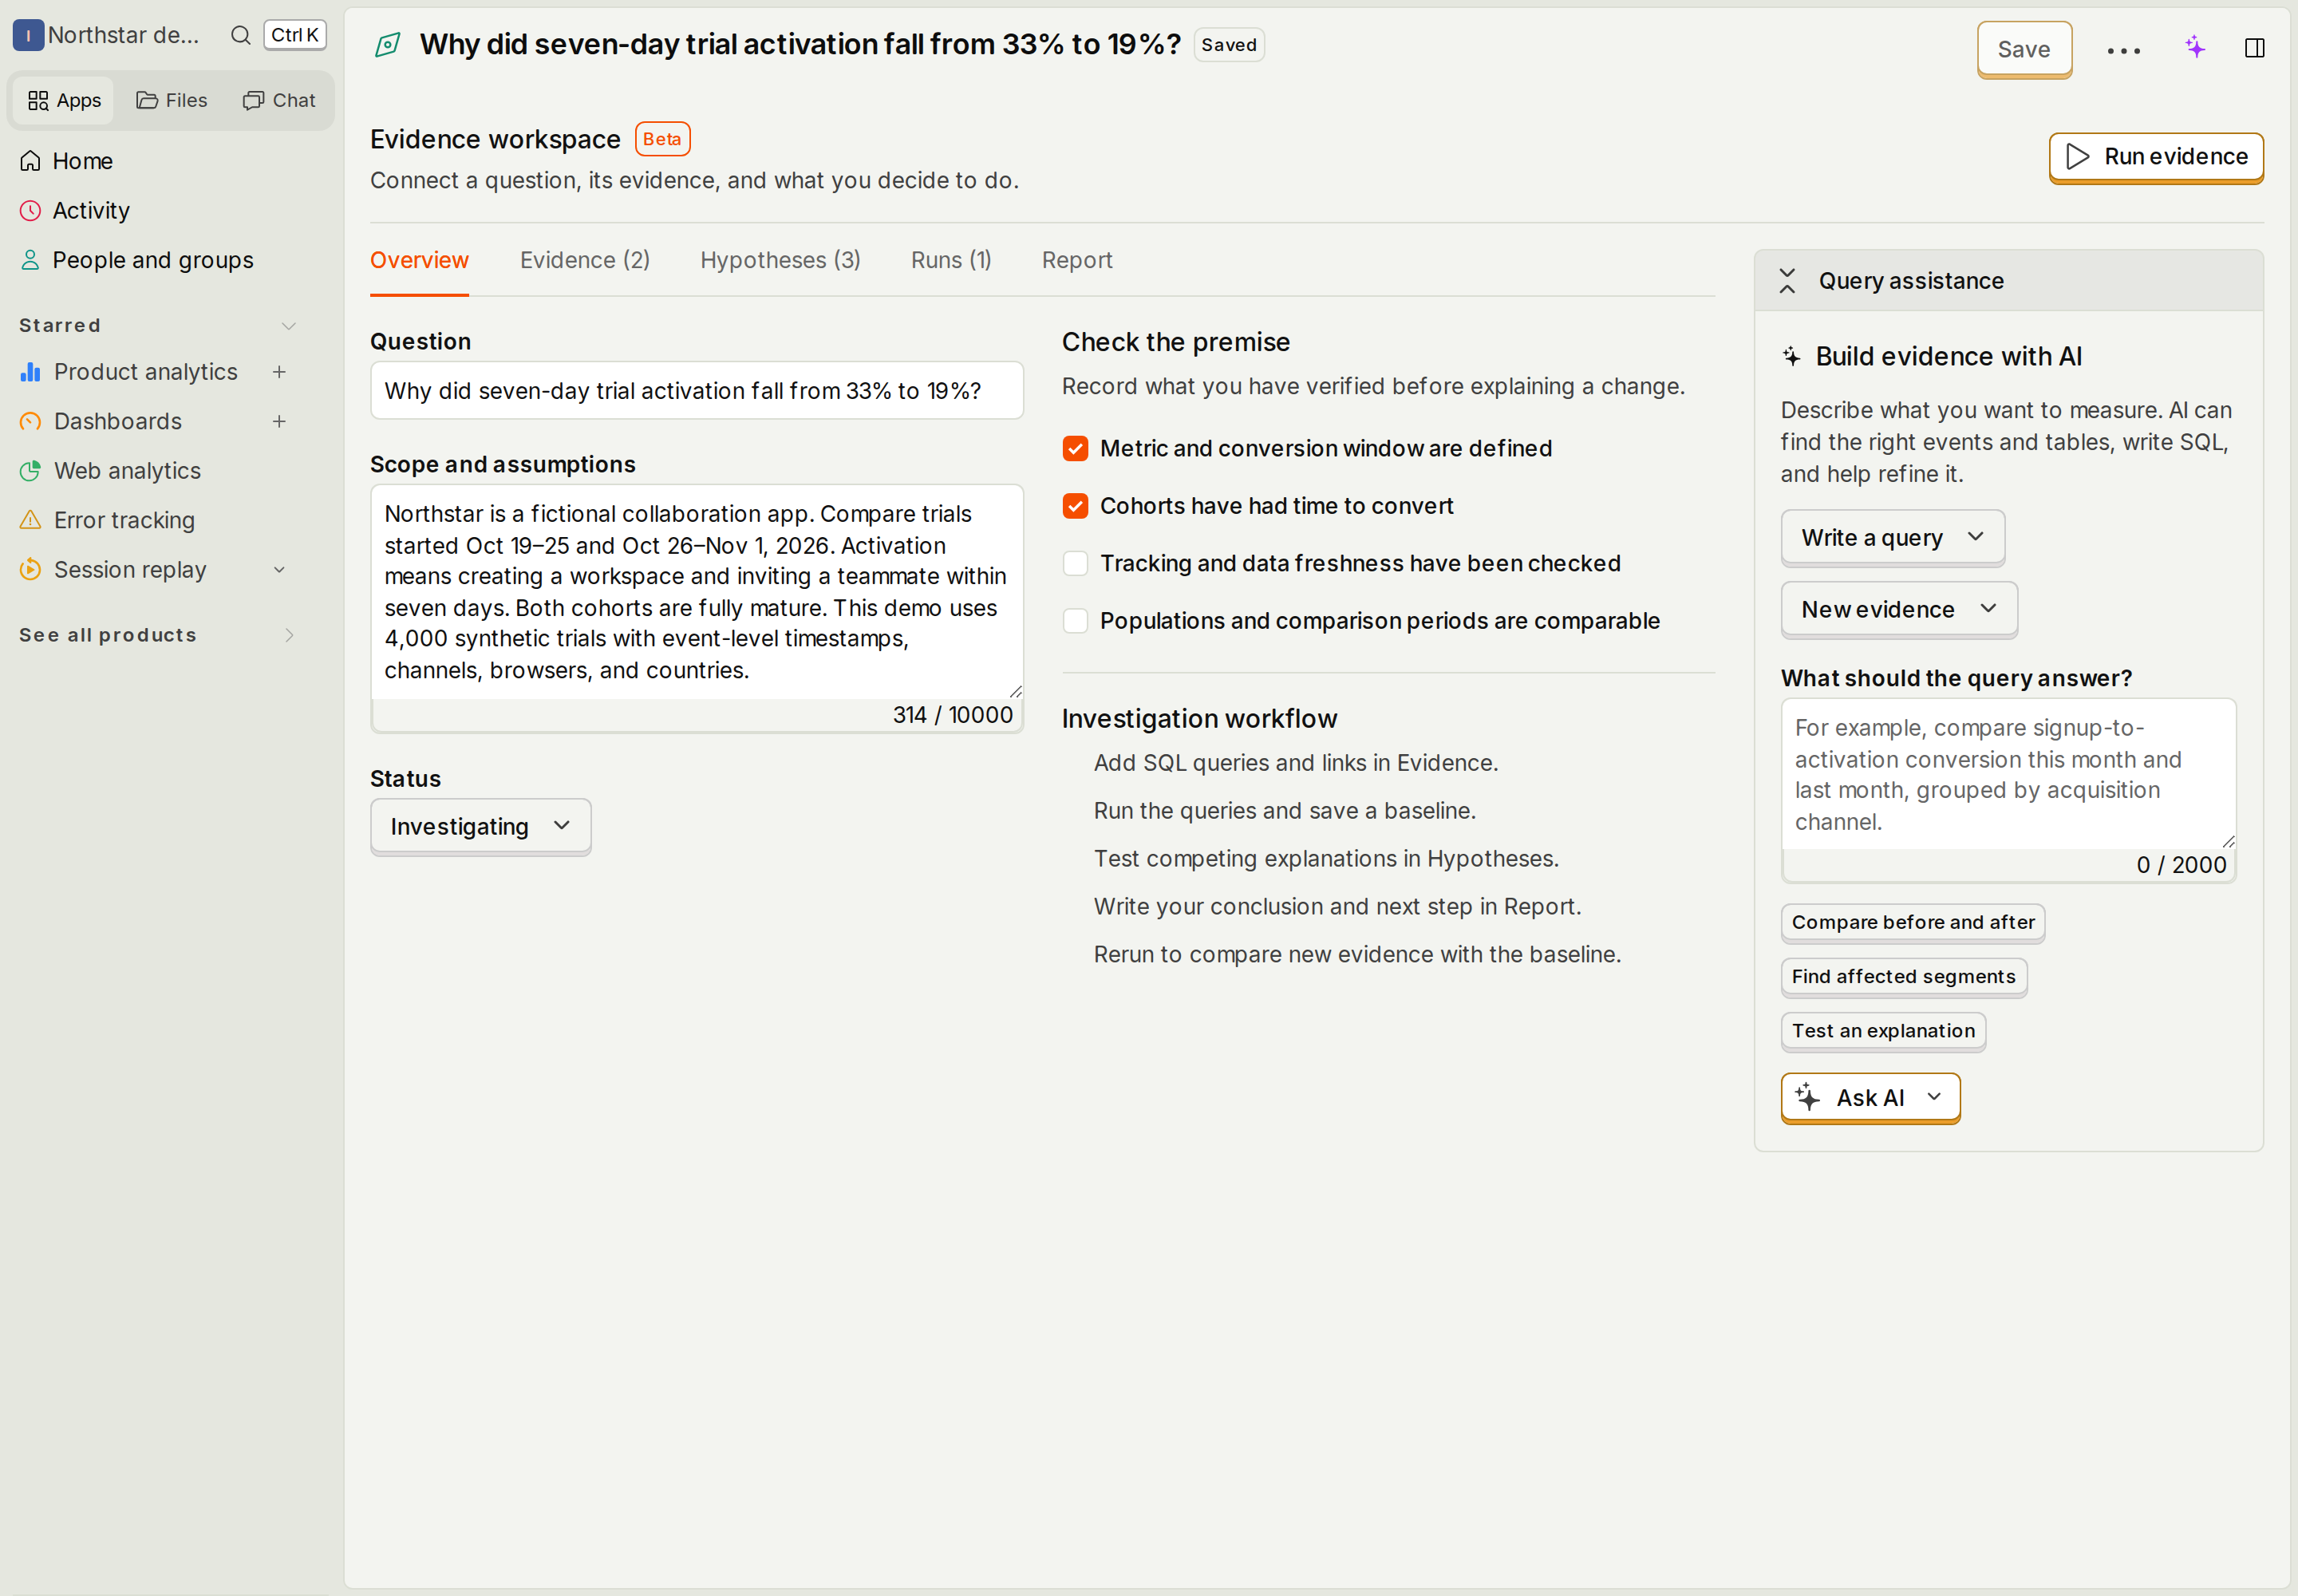 I
Northstar de...
Ctrl K
Apps
Files
Chat
Home
Activity
People and groups
Starred
Product analytics
Dashboards
Web analytics
Error tracking
Session replay
See all products
Why did seven-day trial activation fall from 33% to 19%?
Saved
Save
Evidence workspace
Beta
Connect a question, its evidence, and what you decide to do.
Run evidence
Overview
Evidence (2)
Hypotheses (3)
Runs (1)
Report
Question
Why did seven-day trial activation fall from 33% to 19%?
Scope and assumptions
Northstar is a fictional collaboration app. Compare trials
started Oct 19–25 and Oct 26–Nov 1, 2026. Activation
means creating a workspace and inviting a teammate within
seven days. Both cohorts are fully mature. This demo uses
4,000 synthetic trials with event-level timestamps,
channels, browsers, and countries.
314 / 10000
Status
Investigating
Check the premise
Record what you have verified before explaining a change.
Metric and conversion window are defined
Cohorts have had time to convert
Tracking and data freshness have been checked
Populations and comparison periods are comparable
Investigation workflow
Add SQL queries and links in Evidence.
Run the queries and save a baseline.
Test competing explanations in Hypotheses.
Write your conclusion and next step in Report.
Rerun to compare new evidence with the baseline.
Query assistance
Build evidence with AI
Describe what you want to measure. AI can
find the right events and tables, write SQL,
and help refine it.
Write a query
New evidence
What should the query answer?
For example, compare signup-to-
activation conversion this month and
last month, grouped by acquisition
channel.
0 / 2000
Compare before and after
Find affected segments
Test an explanation
Ask AI